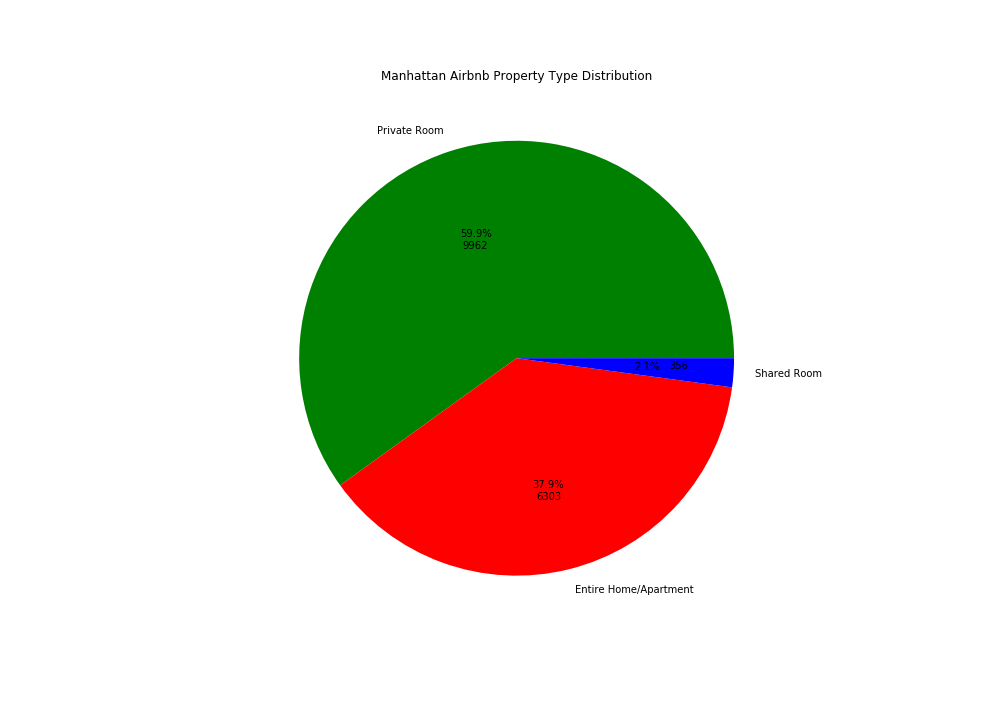 Manhattan Airbnb Property Type Distribution
Private Room
59.9%
9962
2.1% 356
Shared Room
37.9%
6303
Entire Home/Apartment